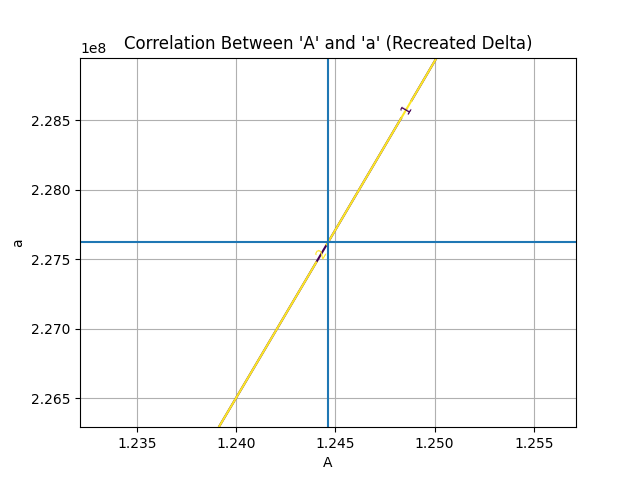 Correlation Between 'A' and 'a' (Recreated Delta)
1e8
2.285
2.280
2.275
2.270
2.265
a
1
1.235 1.240 1.245 1.250 1.255
A